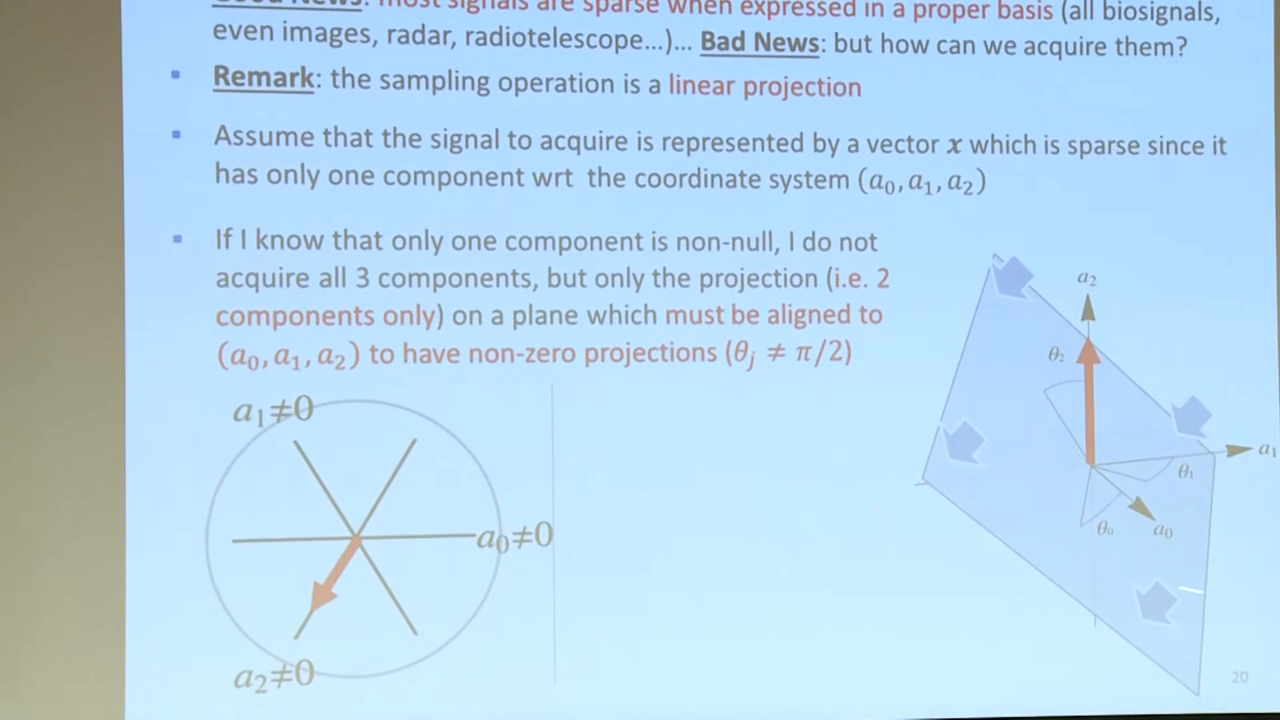 Good News: most signals are sparse when expressed in a proper basis (all biosignals,
even images, radar, radiotelescope...)... Bad News: but how can we acquire them?
▪ Remark: the sampling operation is a linear projection
▪ Assume that the signal to acquire is represented by a vector x which is sparse since it
has only one component wrt the coordinate system (a₀, a₁, a₂)
▪ If I know that only one component is non-null, I do not
acquire all 3 components, but only the projection (i.e. 2
components only) on a plane which must be aligned to
(a₀, a₁, a₂) to have non-zero projections (θⱼ ≠ π/2)
a₁≠0
a₀≠0
a₂≠0
a₂
θ₂
a₁
θ₁
θ₀
a₀
20